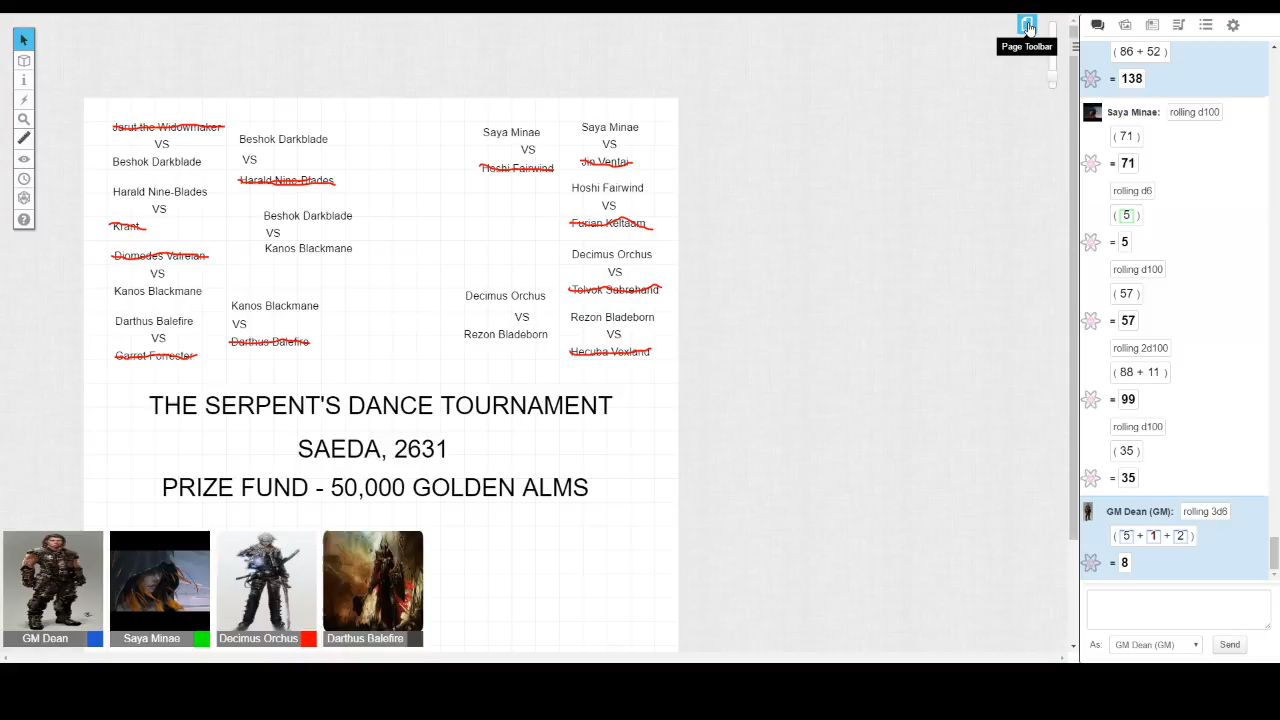 Page Toolbar
Jarut the Widowmaker
VS
Beshok Darkblade
Harald Nine-Blades
VS
Krant
Diomedes Valreian
VS
Kanos Blackmane
Darthus Balefire
VS
Garret Forrester
Beshok Darkblade
VS
Harald Nine-Blades
Beshok Darkblade
VS
Kanos Blackmane
Kanos Blackmane
VS
Darthus Balefire
Saya Minae
VS
Hoshi Fairwind
Decimus Orchus
VS
Rezon Bladeborn
Saya Minae
VS
Jin Ventai
Hoshi Fairwind
VS
Furian Keltaam
Decimus Orchus
VS
Tolvok Sabrehand
Rezon Bladeborn
VS
Hecuba Voxland
THE SERPENT'S DANCE TOURNAMENT
SAEDA, 2631
PRIZE FUND - 50,000 GOLDEN ALMS
GM Dean
Saya Minae
Decimus Orchus
Darthus Balefire
( 86 + 52 )
= 138
Saya Minae: rolling d100
( 71 )
= 71
rolling d6
( 5 )
= 5
rolling d100
( 57 )
= 57
rolling 2d100
( 88 + 11 )
= 99
rolling d100
( 35 )
= 35
GM Dean (GM): rolling 3d6
( 5 + 1 + 2 )
= 8
As: GM Dean (GM) Send